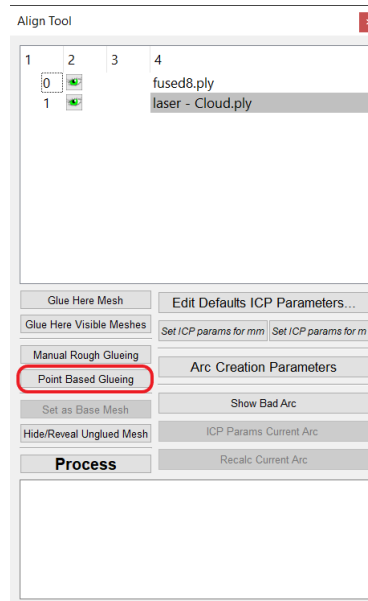 Align Tool
1 2 3 4
0 fused8.ply
1 laser - Cloud.ply
Glue Here Mesh
Edit Defaults ICP Parameters...
Glue Here Visible Meshes
Set ICP params for mm
Set ICP params for m
Manual Rough Glueing
Arc Creation Parameters
Point Based Glueing
Set as Base Mesh
Show Bad Arc
Hide/Reveal Unglued Mesh
ICP Params Current Arc
Process
Recalc Current Arc